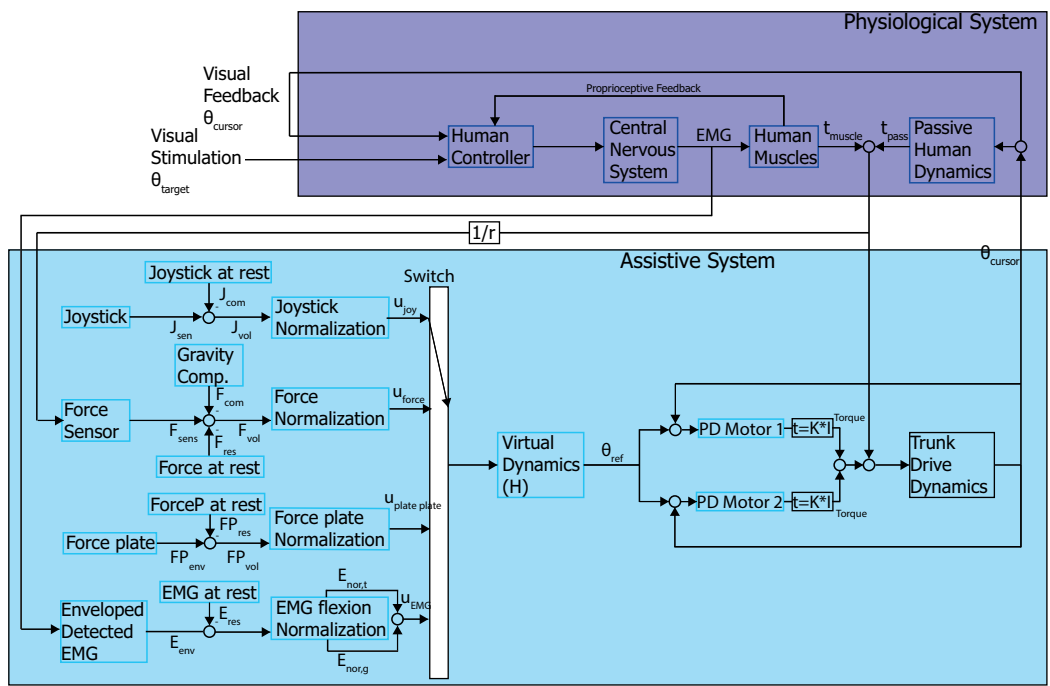 Physiological System
Visual
Feedback
θcursor
Visual
Stimulation
θtarget
Proprioceptive Feedback
Human
Controller
Central
Nervous
System
EMG
Human
Muscles
tmuscle
tpass
Passive
Human
Dynamics
1/r
θcursor
Assistive System
Switch
Joystick at rest
Jcom
-
Joystick
Jsen
Jvol
Joystick
Normalization
ujoy
Gravity
Comp.
Fcom
-
Force
Sensor
Fsens
Fvol
-
Fres
Force at rest
Force
Normalization
uforce
ForceP at rest
FPres
-
Force plate
FPenv
FPvol
Force plate
Normalization
uplate plate
EMG at rest
Eres
-
Enveloped
Detected
EMG
Eenv
EMG flexion
Normalization
Enor,t
Enor,g
uEMG
Virtual
Dynamics
(H)
θref
-
PD Motor 1
t=K*I
Torque
-
PD Motor 2
t=K*I
Torque
Trunk
Drive
Dynamics